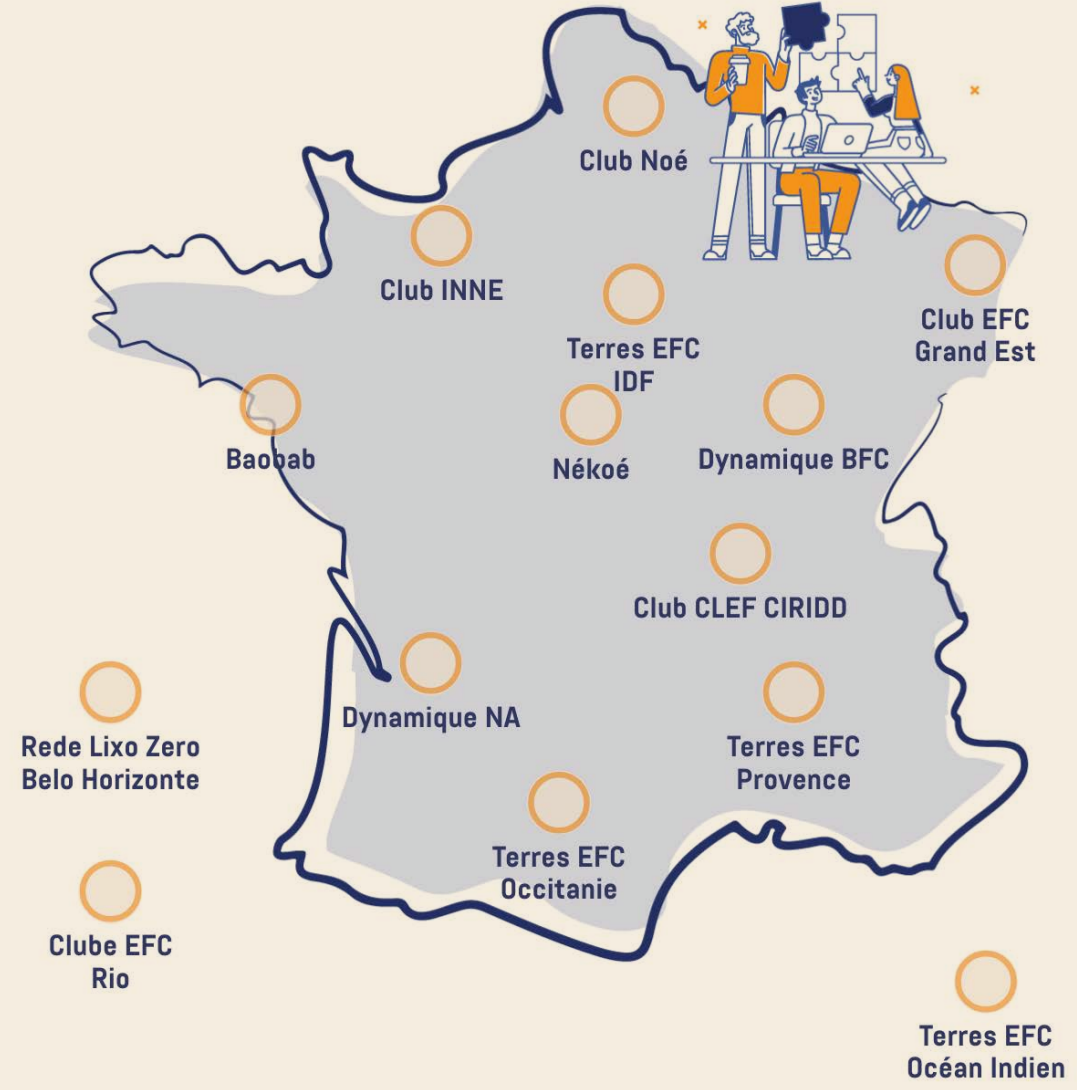 Club Noé
Club INNE
Terres EFC
IDF
Club EFC
Grand Est
Baobab
Nékoé
Dynamique BFC
Club CLEF CIRIDD
Dynamique NA
Rede Lixo Zero
Belo Horizonte
Terres EFC
Provence
Terres EFC
Occitanie
Clube EFC
Rio
Terres EFC
Océan Indien